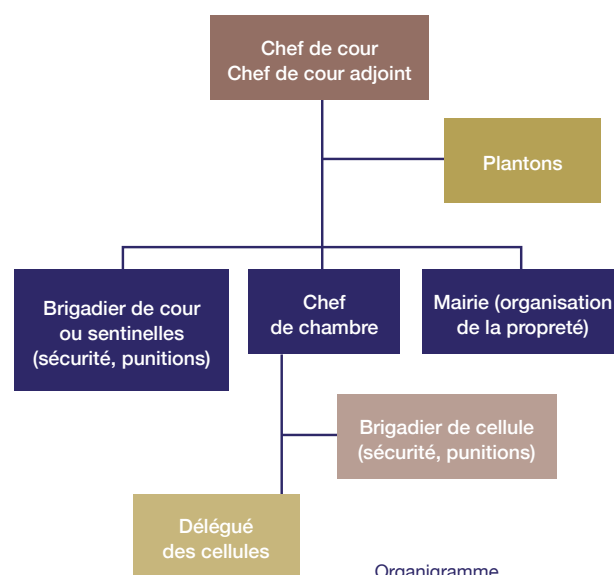 Chef de cour
Chef de cour adjoint
Plantons
Brigadier de cour
ou sentinelles
(sécurité, punitions)
Chef
de chambre
Mairie (organisation
de la propreté)
Brigadier de cellule
(sécurité, punitions)
Délégué
des cellules
Organigramme